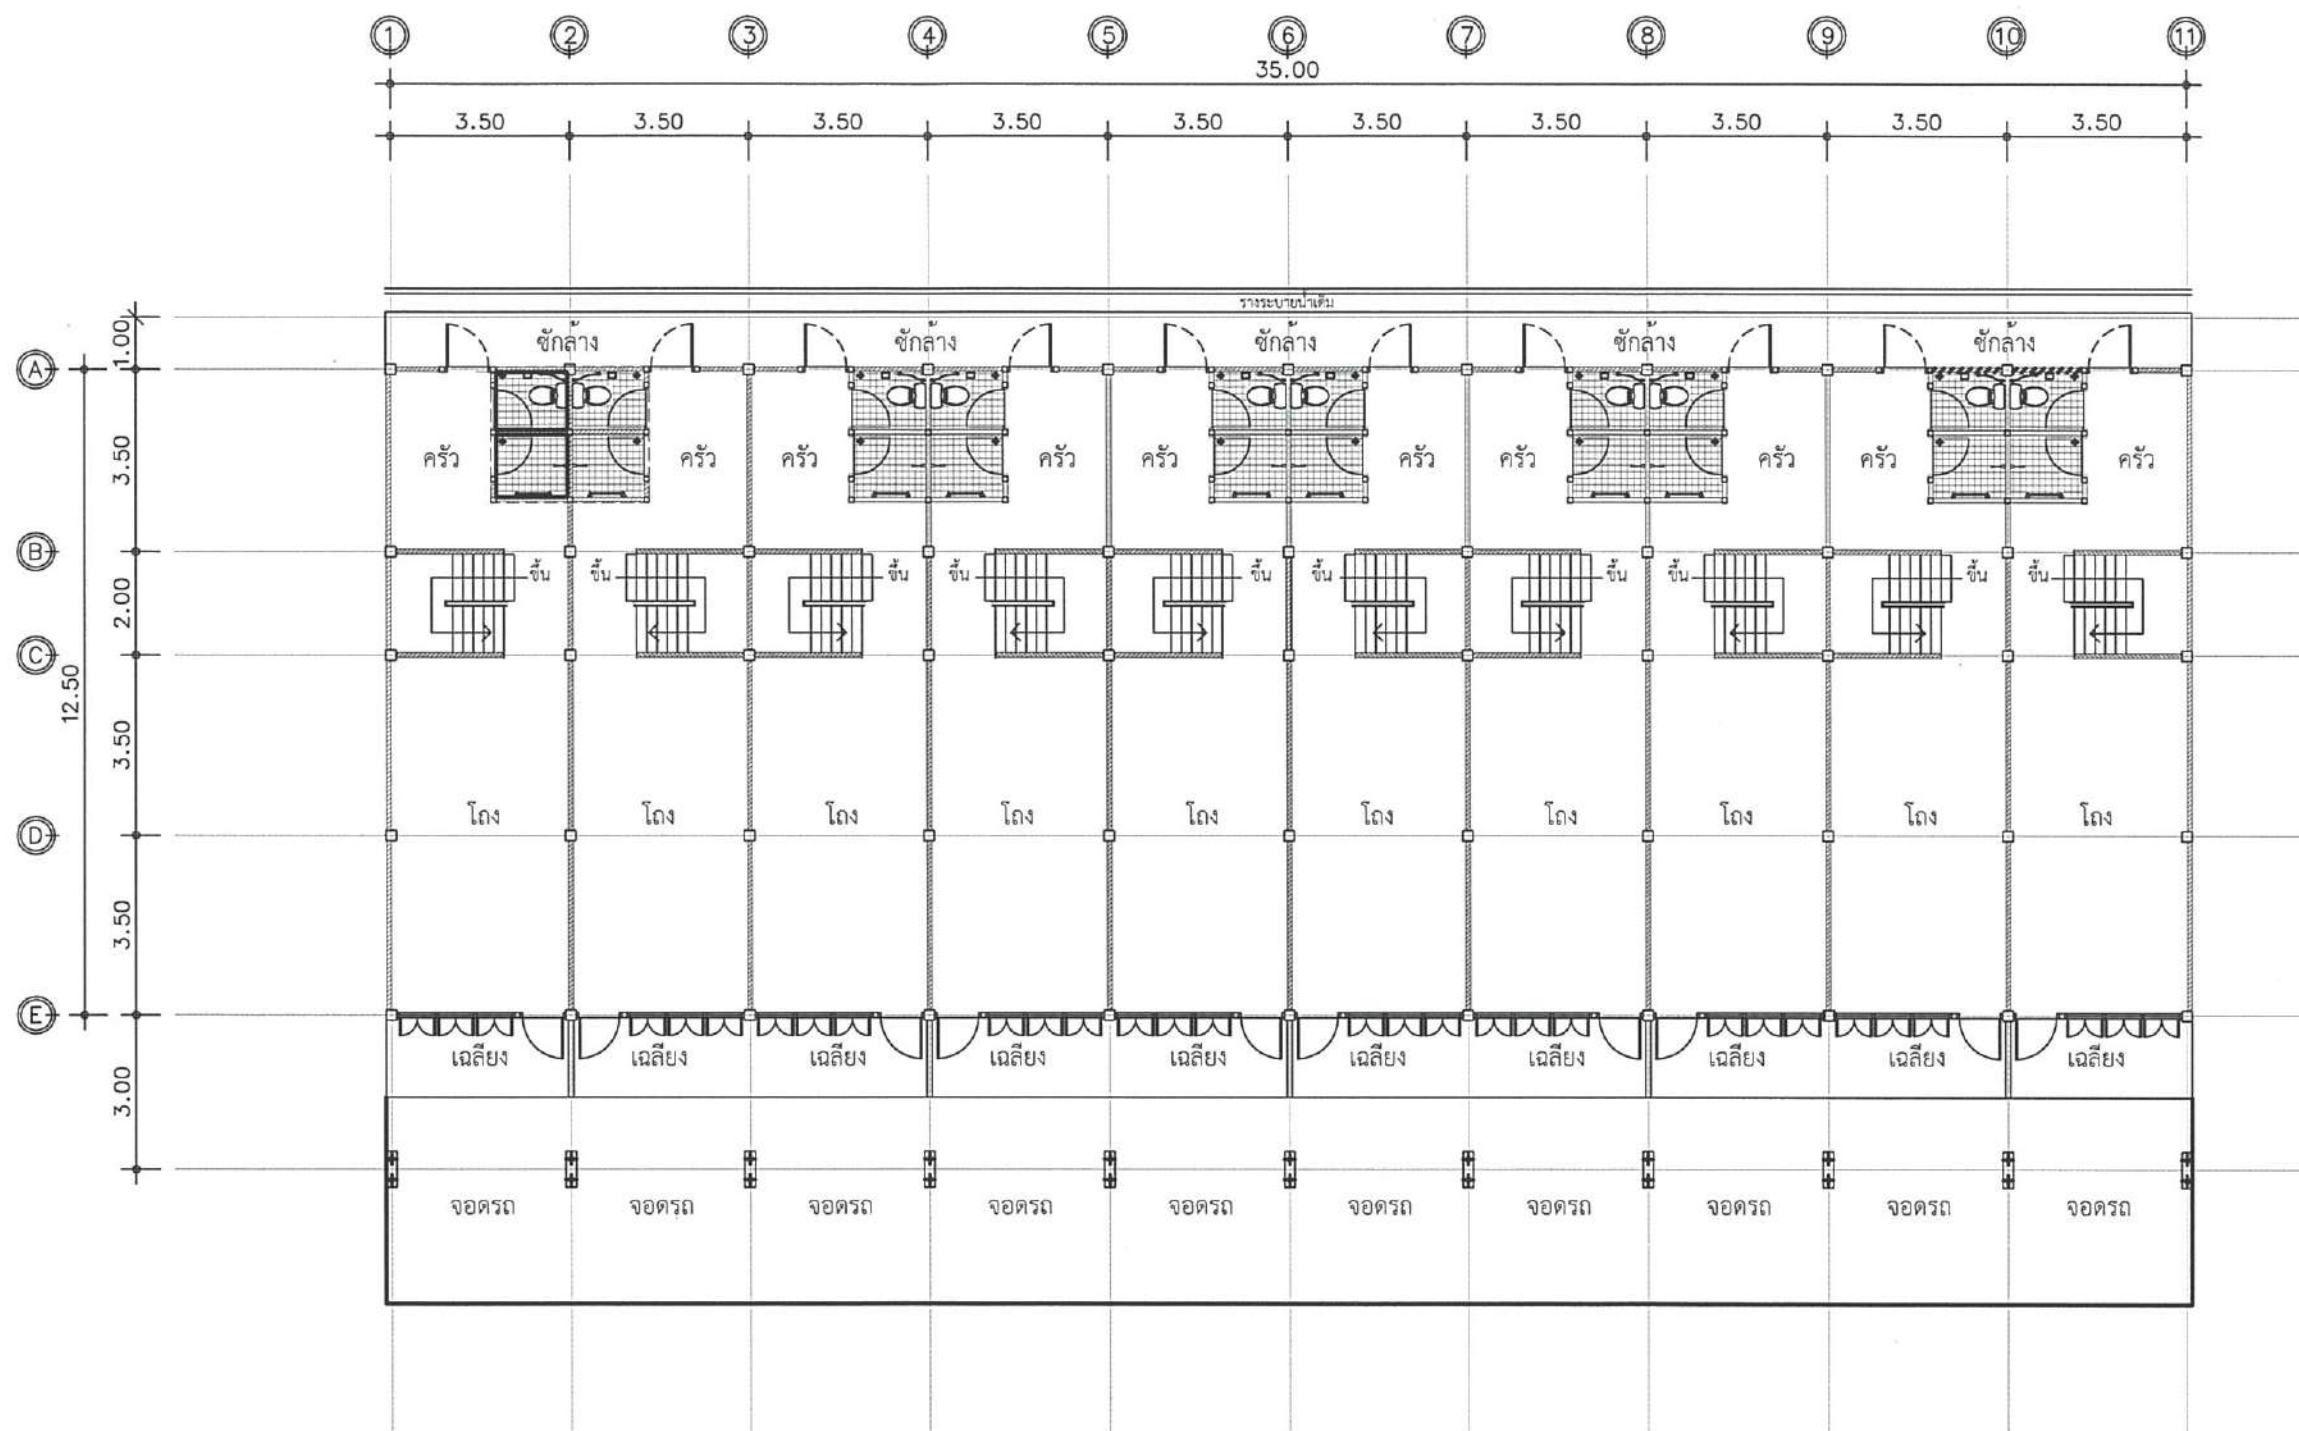 1 2 3 4 5 6 7 8 9 10 11
35.00
3.50 3.50 3.50 3.50 3.50 3.50 3.50 3.50 3.50 3.50
รางระบายน้ำเดิม
1.00
ซักล้าง ซักล้าง ซักล้าง ซักล้าง ซักล้าง
A
3.50
ครัว ครัว ครัว ครัว ครัว ครัว ครัว ครัว ครัว ครัว
B
ขึ้น ขึ้น ขึ้น ขึ้น ขึ้น ขึ้น ขึ้น ขึ้น ขึ้น ขึ้น
2.00
C
12.50
3.50
โถง โถง โถง โถง โถง โถง โถง โถง โถง โถง
D
3.50
E
เฉลียง เฉลียง เฉลียง เฉลียง เฉลียง เฉลียง เฉลียง เฉลียง เฉลียง เฉลียง
3.00
จอดรถ จอดรถ จอดรถ จอดรถ จอดรถ จอดรถ จอดรถ จอดรถ จอดรถ จอดรถ